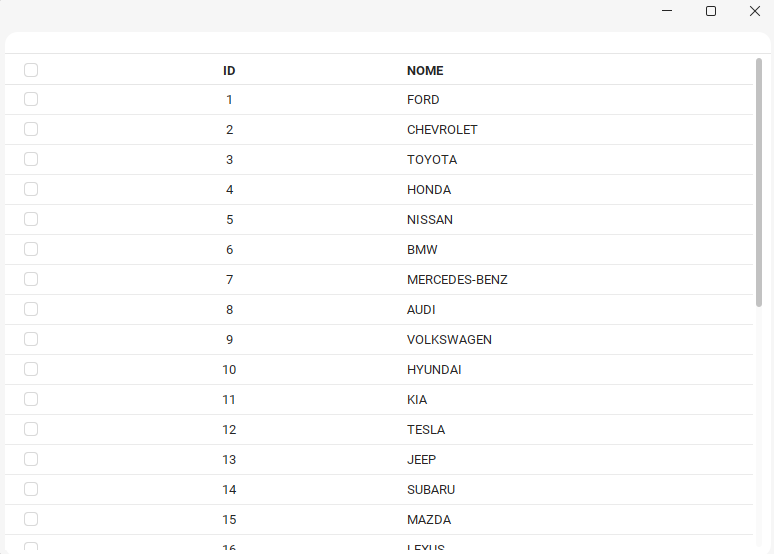 ID NOME
1 FORD
2 CHEVROLET
3 TOYOTA
4 HONDA
5 NISSAN
6 BMW
7 MERCEDES-BENZ
8 AUDI
9 VOLKSWAGEN
10 HYUNDAI
11 KIA
12 TESLA
13 JEEP
14 SUBARU
15 MAZDA
16 LEXUS